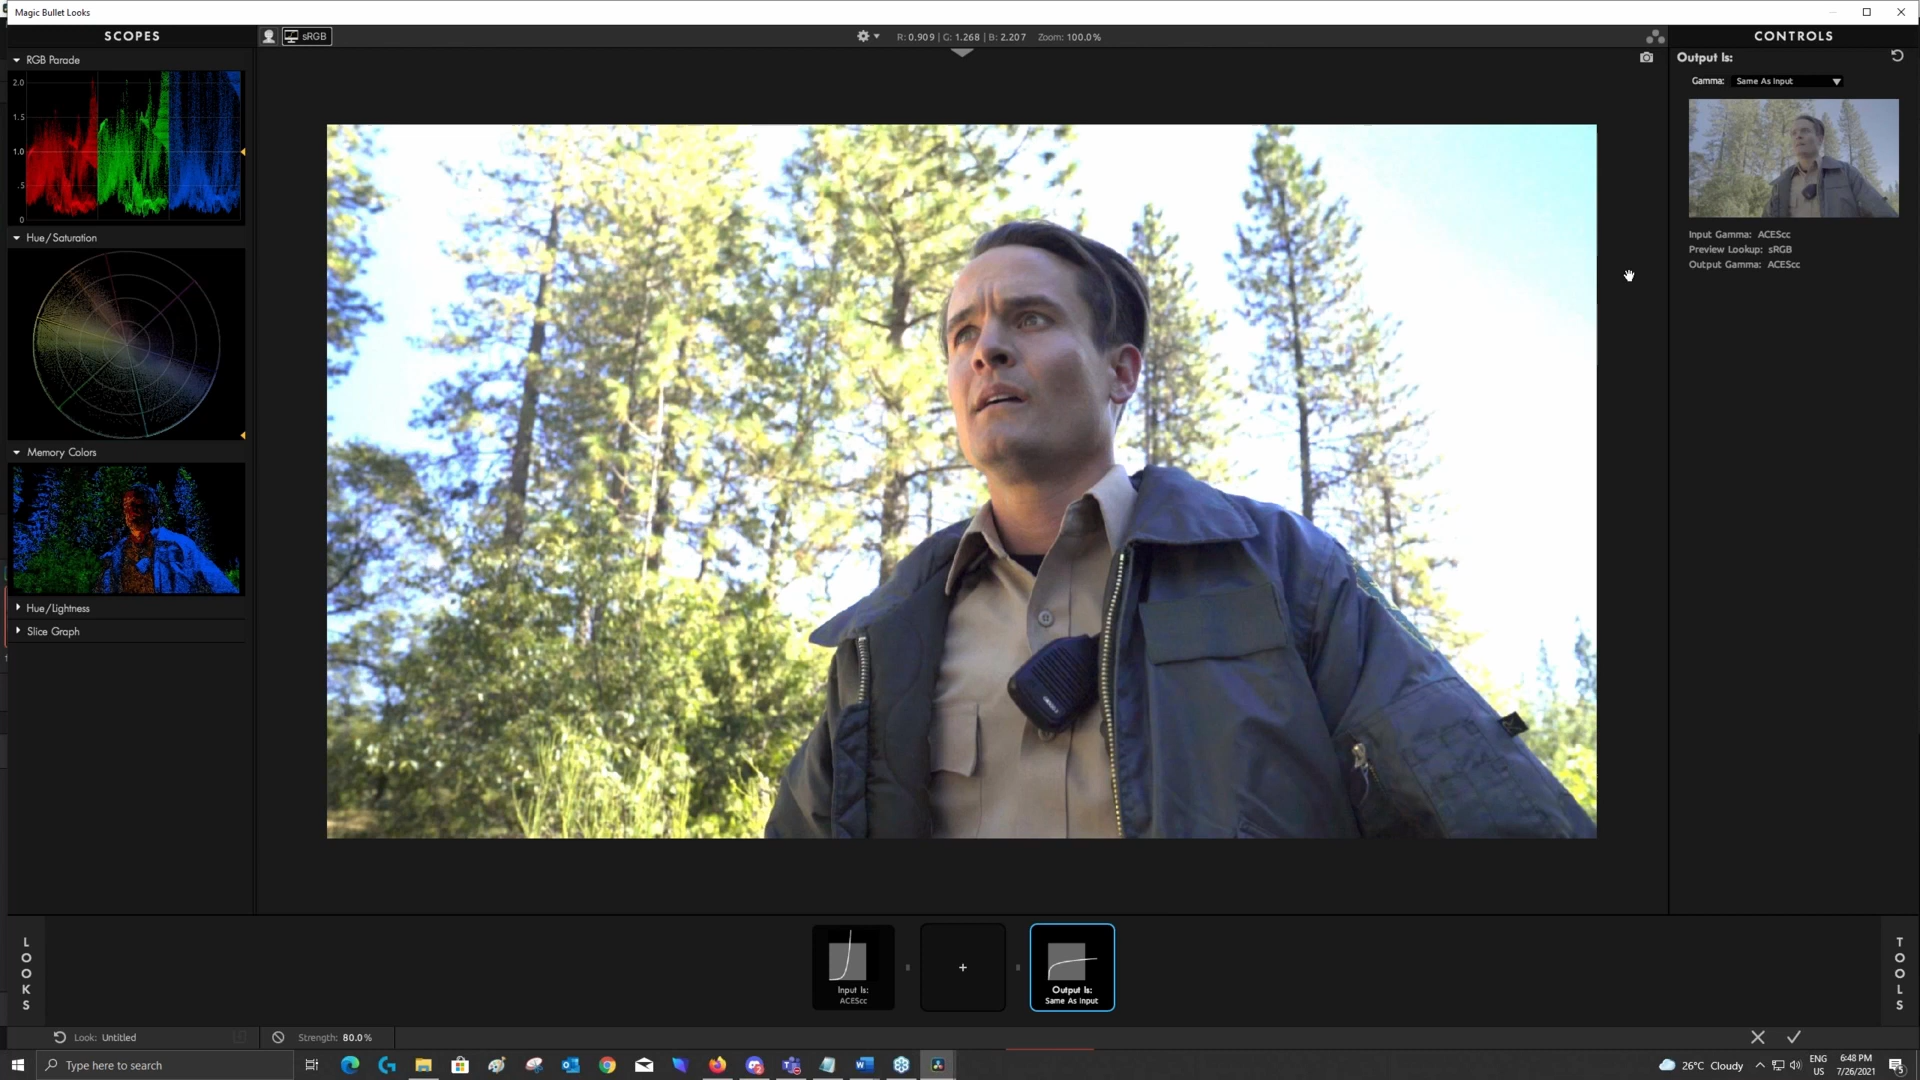 Magic Bullet Looks
SCOPES
sRGB
R: 0.909 | G: 1.268 | B: 2.207 Zoom: 100.0%
CONTROLS
RGB Parade
2.0
1.5
1.0
.5
0
Hue/Saturation
Memory Colors
Hue/Lightness
Slice Graph
Output Is:
Gamma: Same As Input
Input Gamma: ACEScc
Preview Lookup: sRGB
Output Gamma: ACEScc
LOOKS
Input Is:
ACEScc
+
Output Is:
Same As Input
TOOLS
Look: Untitled
Strength: 80.0%
Type here to search
26°C Cloudy
ENG
US
6:48 PM
7/26/2021
5